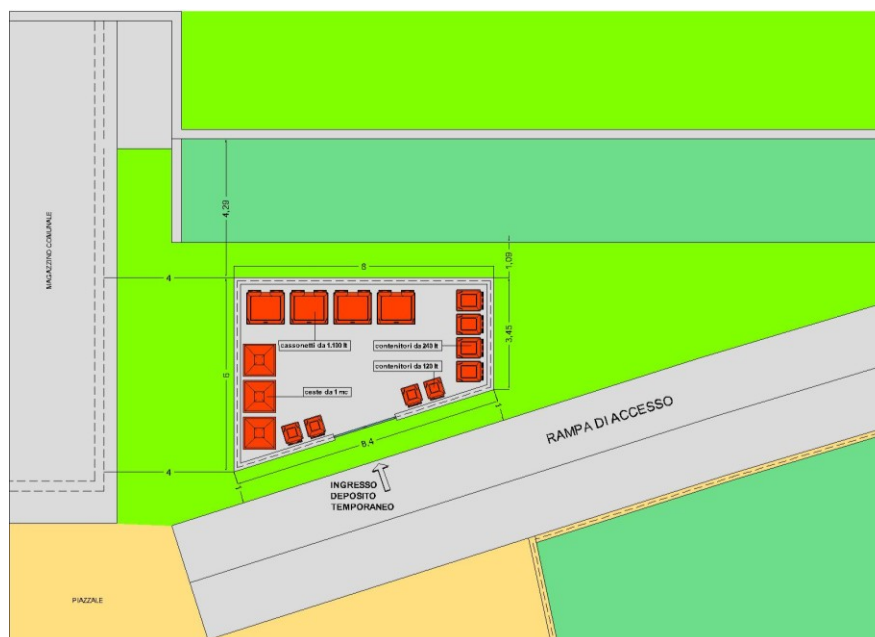 MAGAZZINO COMUNALE
4,29
4
8
1,09
cassonetti da 1.100 lt
contenitori da 240 lt
3,45
contenitori da 120 lt
6
ceste da 1 mc
8,4
1
4
1
RAMPA DI ACCESSO
INGRESSO
DEPOSITO
TEMPORANEO
PIAZZALE